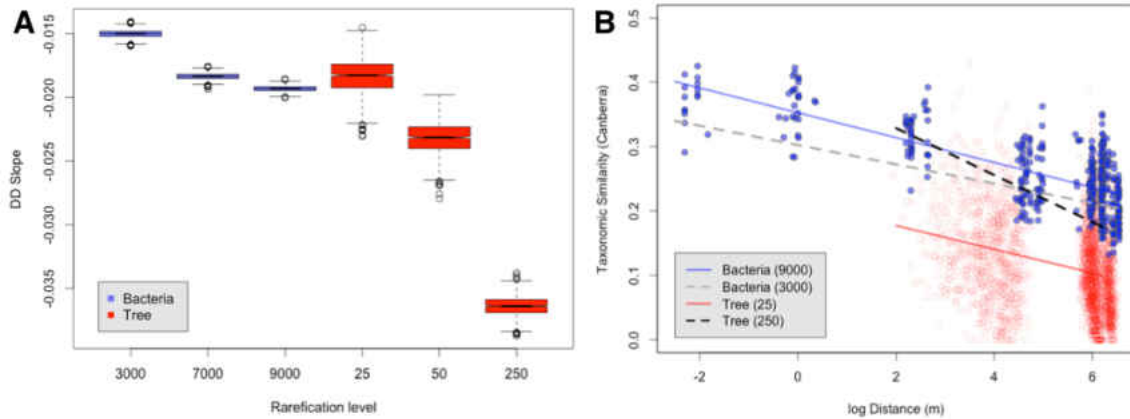 A
DD Slope
-0.015
-0.020
-0.025
-0.030
-0.035
Bacteria
Tree
3000 7000 9000 25 50 250
Rarefication level
B
Taxonomic Similarity (Canberra)
0.4
0.3
0.2
0.1
0.0
Bacteria (9000)
Bacteria (3000)
Tree (25)
Tree (250)
-2 0 2 4 6
log Distance (m)